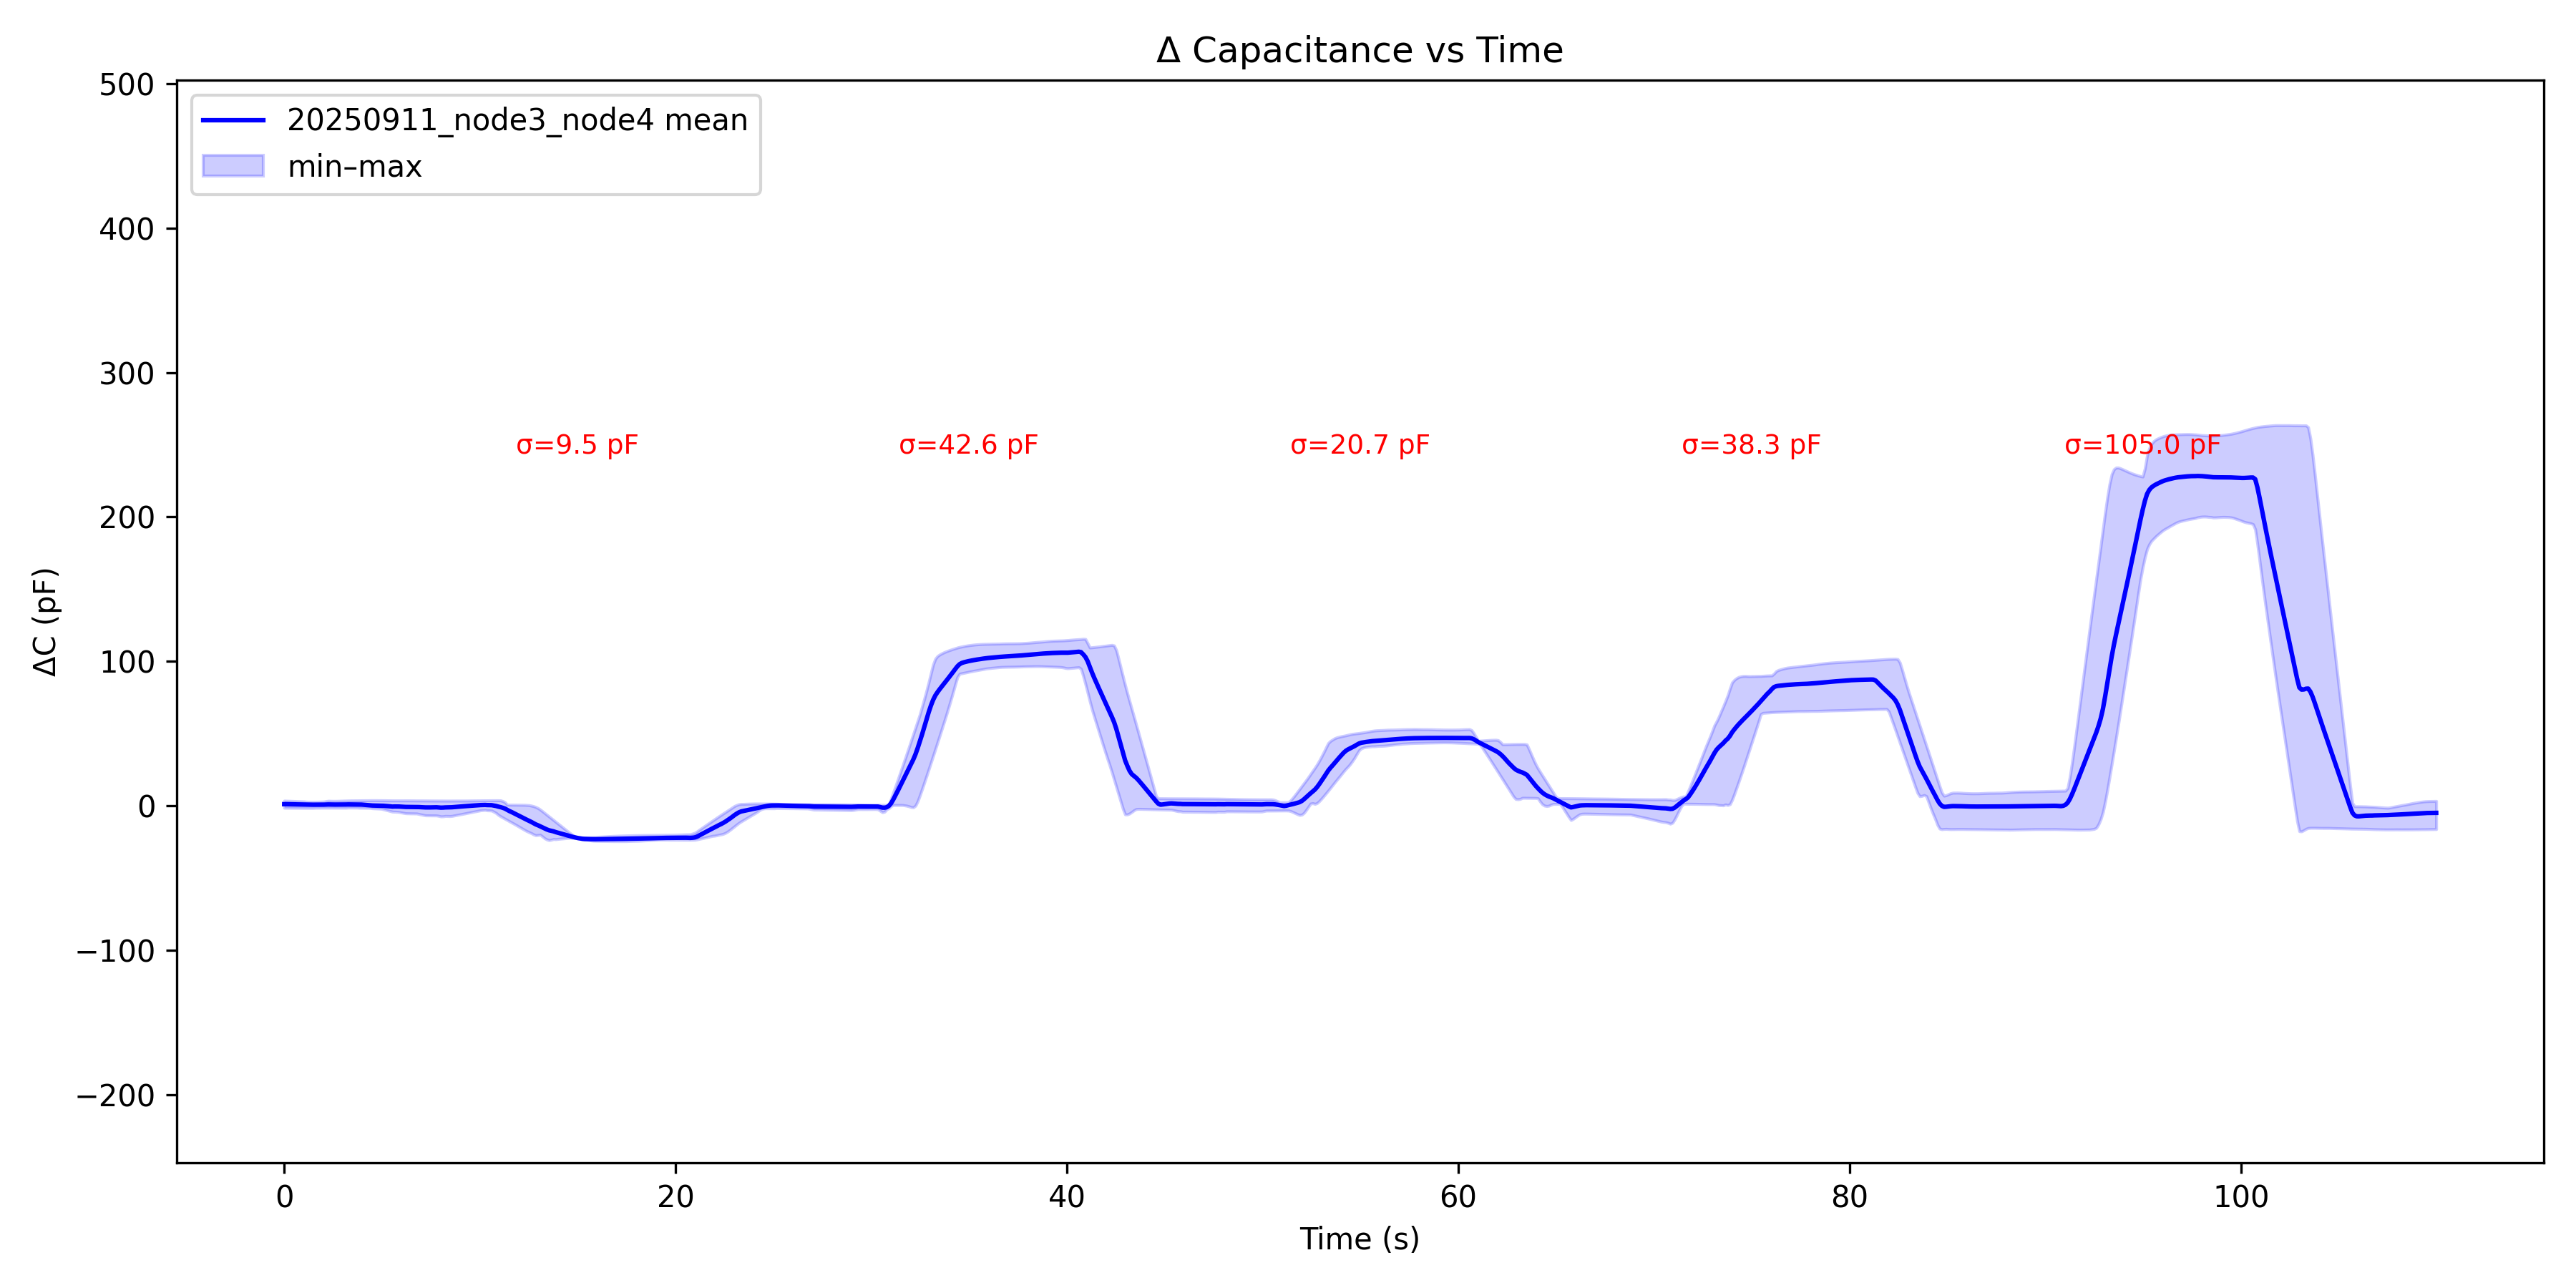 Δ Capacitance vs Time
20250911_node3_node4 mean
min–max
500
400
300
200
100
0
−100
−200
ΔC (pF)
σ=9.5 pF
σ=42.6 pF
σ=20.7 pF
σ=38.3 pF
σ=105.0 pF
0
20
40
60
80
100
Time (s)